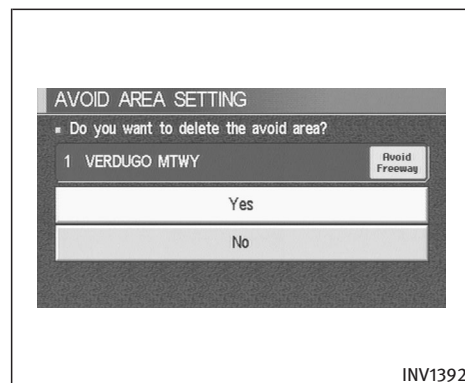 AVOID AREA SETTING
Do you want to delete the avoid area?
1 VERDUGO MTWY
Avoid
Freeway
Yes
No
INV1392